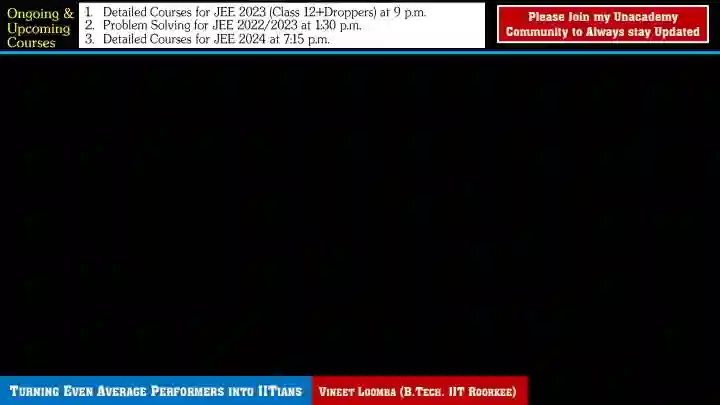 Ongoing &
Upcoming
Courses
1. Detailed Courses for JEE 2023 (Class 12+Droppers) at 9 p.m.
2. Problem Solving for JEE 2022/2023 at 1:30 p.m.
3. Detailed Courses for JEE 2024 at 7:15 p.m.
Please Join my Unacademy
Community to Always stay Updated
Turning Even Average Performers into IITians
Vineet Loomba (B.Tech. IIT Roorkee)